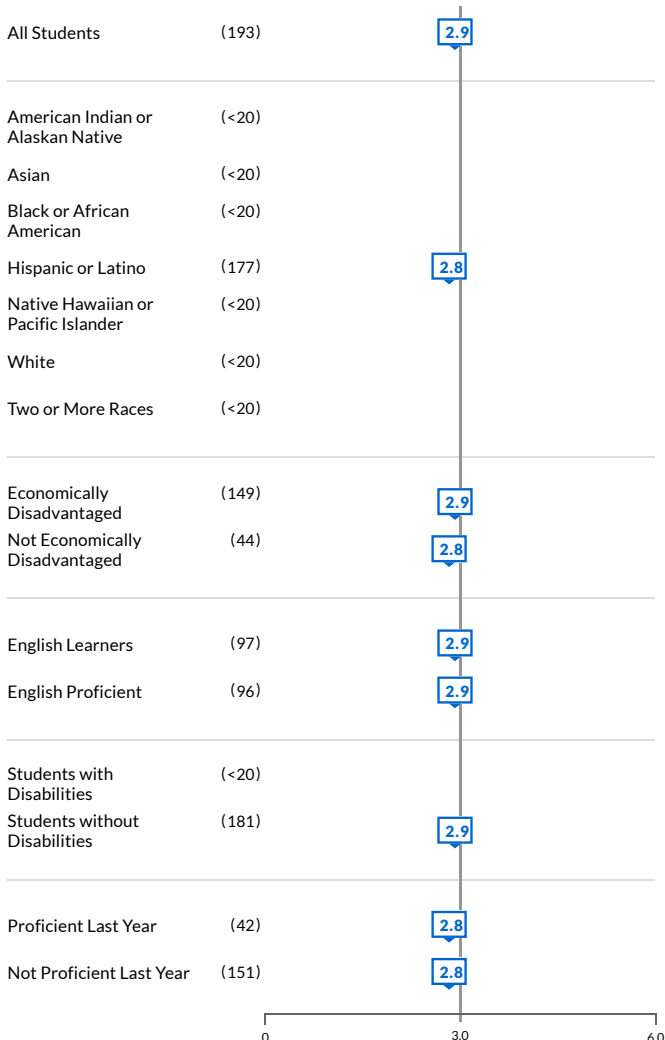 All Students (193) 2.9
American Indian or (<20)
Alaskan Native
Asian (<20)
Black or African (<20)
American
Hispanic or Latino (177) 2.8
Native Hawaiian or (<20)
Pacific Islander
White (<20)
Two or More Races (<20)
Economically (149) 2.9
Disadvantaged
Not Economically (44) 2.8
Disadvantaged
English Learners (97) 2.9
English Proficient (96) 2.9
Students with (<20)
Disabilities
Students without (181) 2.9
Disabilities
Proficient Last Year (42) 2.8
Not Proficient Last Year (151) 2.8
0 3.0 6.0